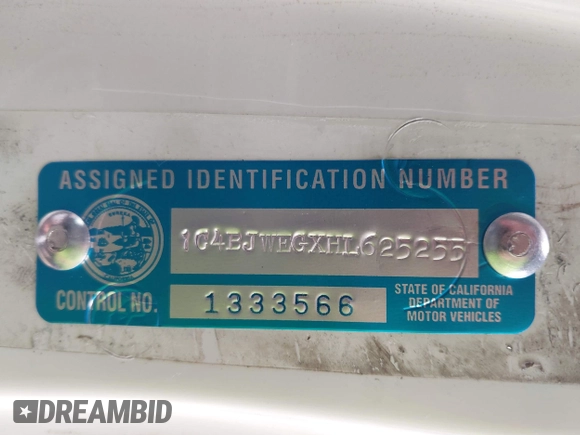 ASSIGNED IDENTIFICATION NUMBER
1C4BJWEGXHL625255
CONTROL NO. 1333566
STATE OF CALIFORNIA
DEPARTMENT OF
MOTOR VEHICLES
DREAMBID